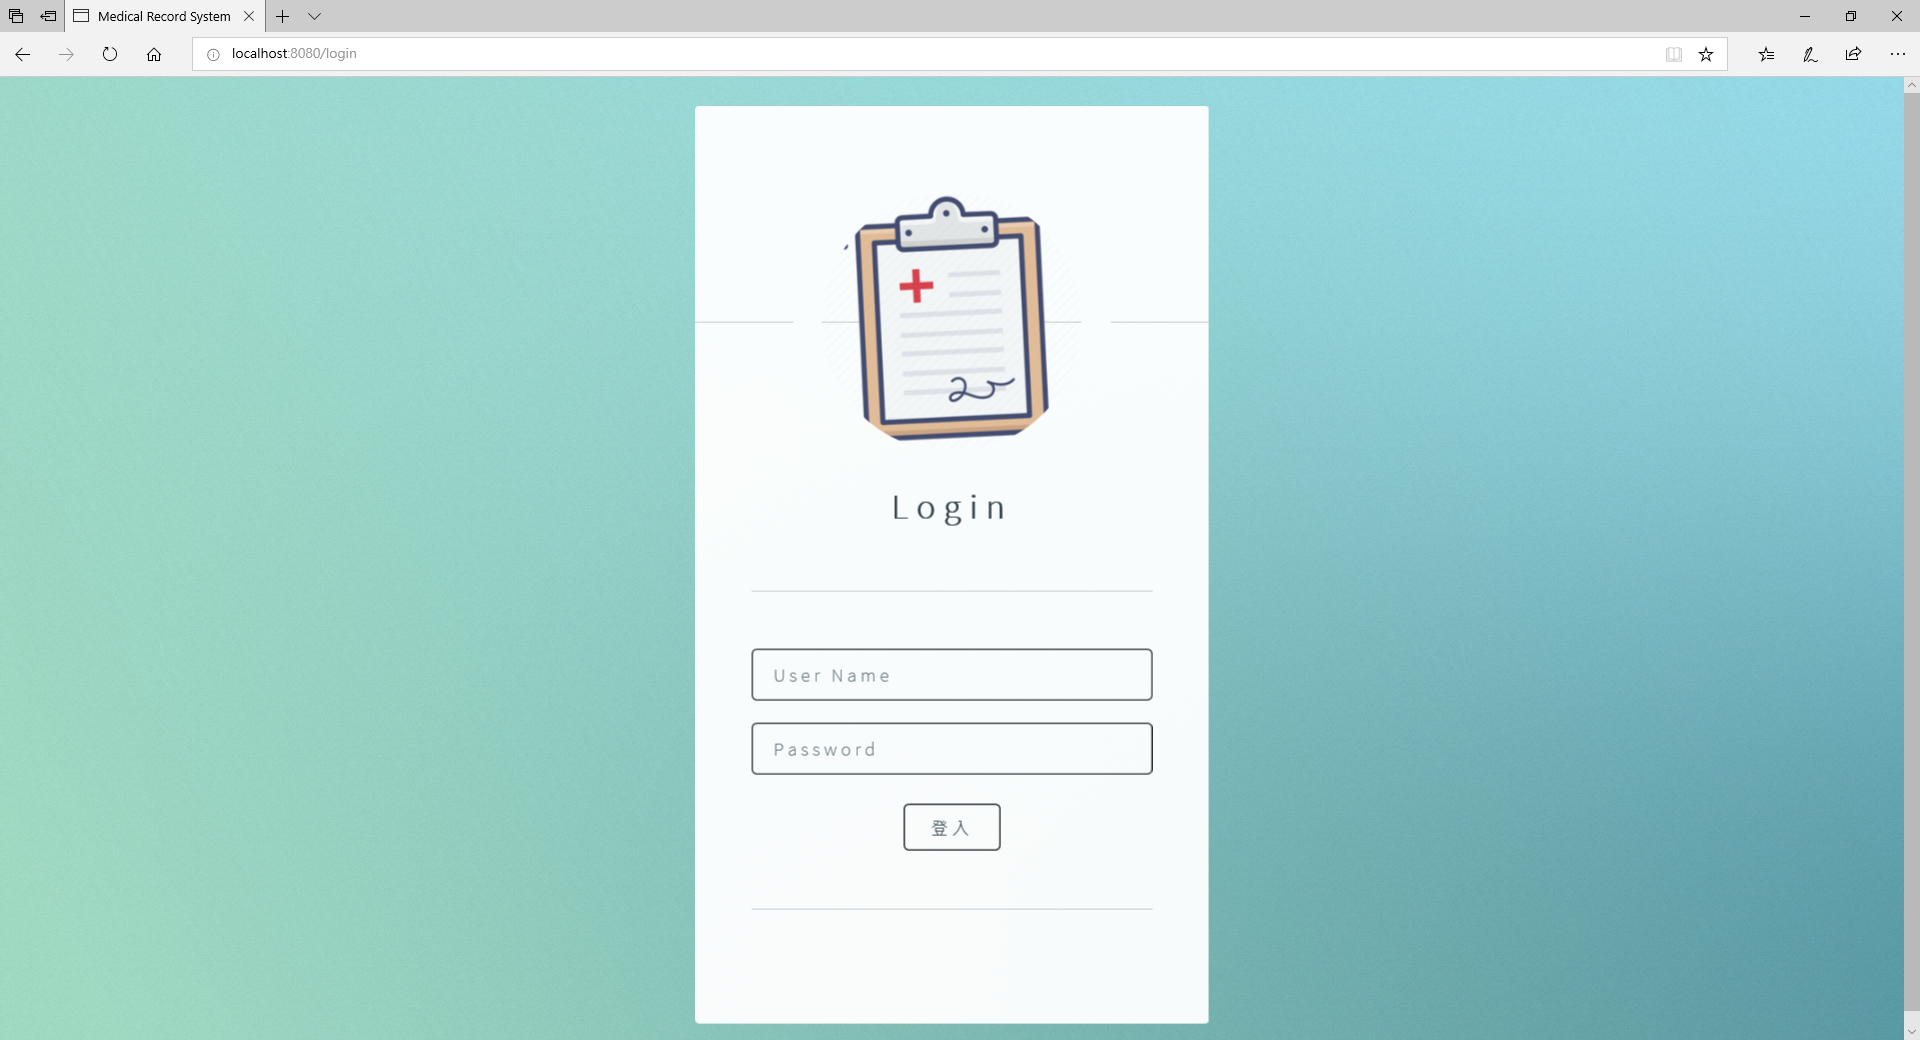 Medical Record System
localhost:8080/login
Login
User Name
Password
登入